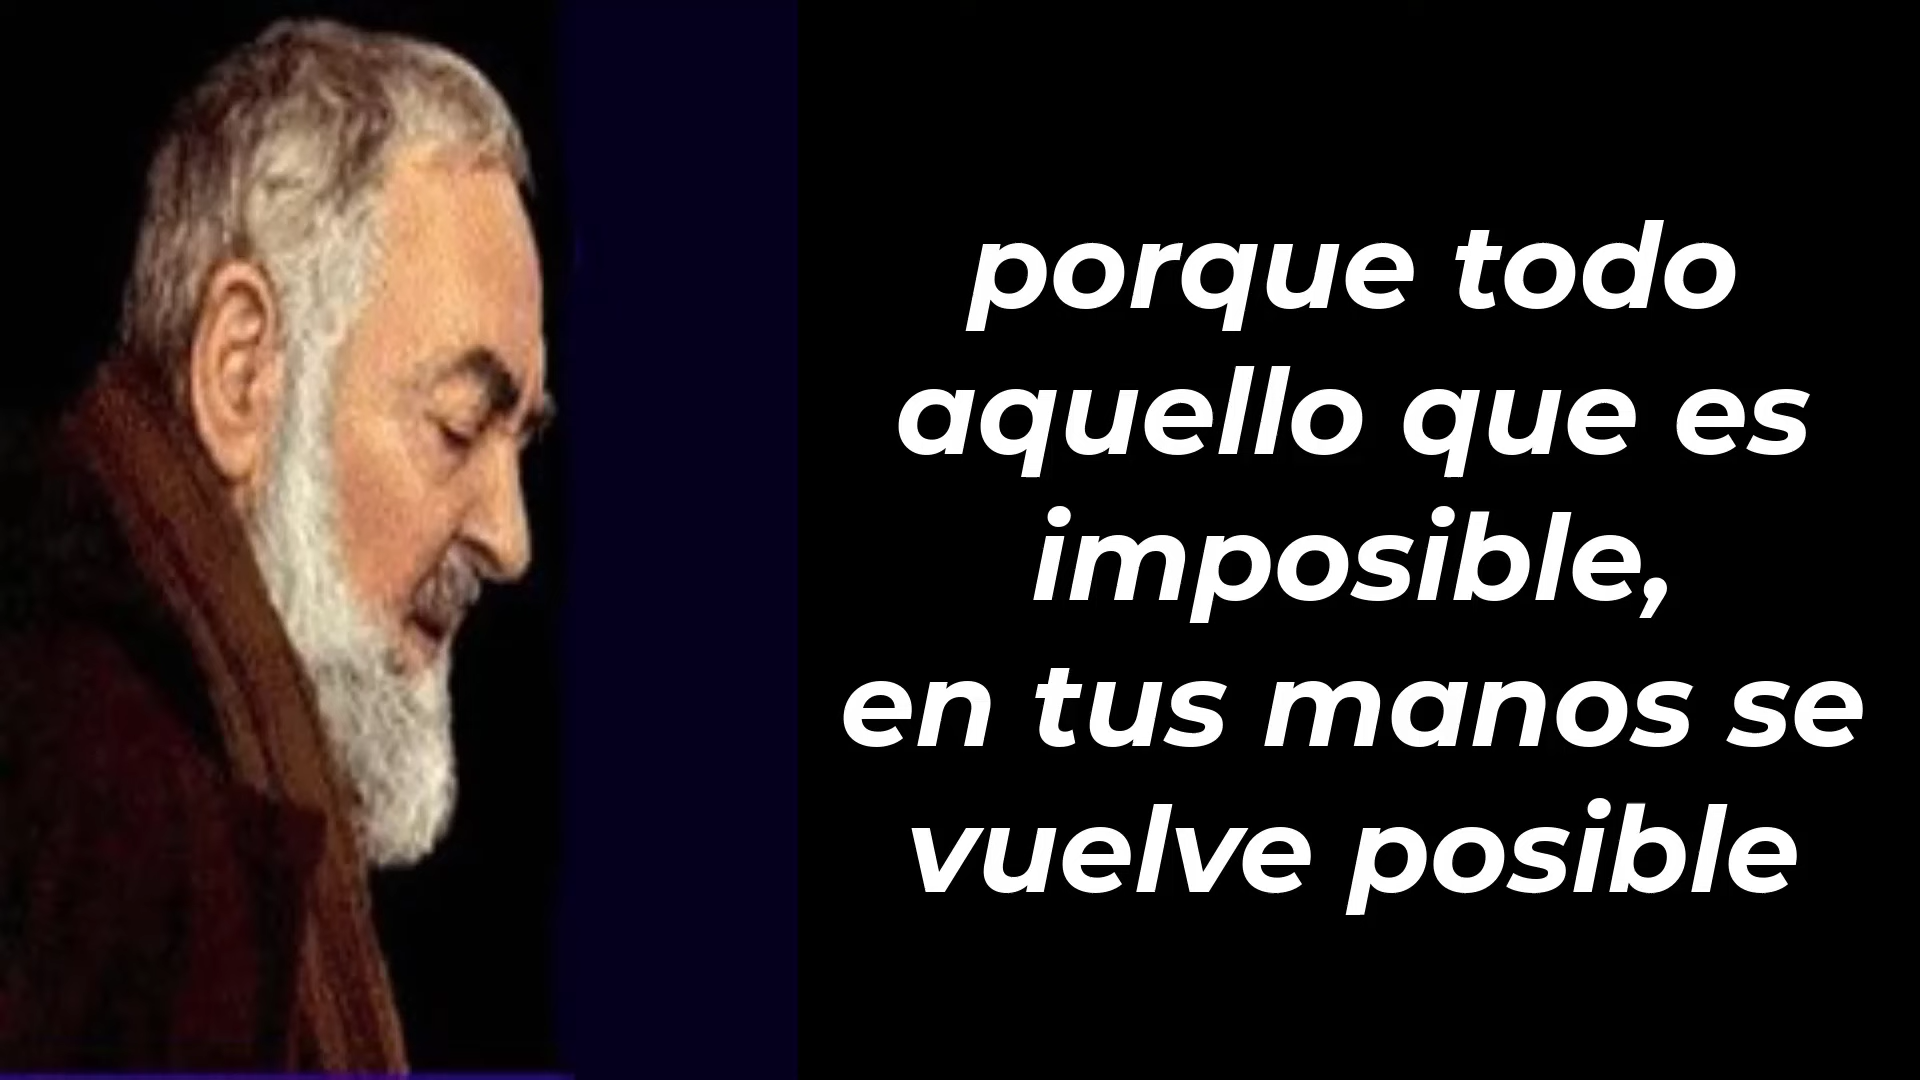 porque todo
aquello que es
imposible,
en tus manos se
vuelve posible